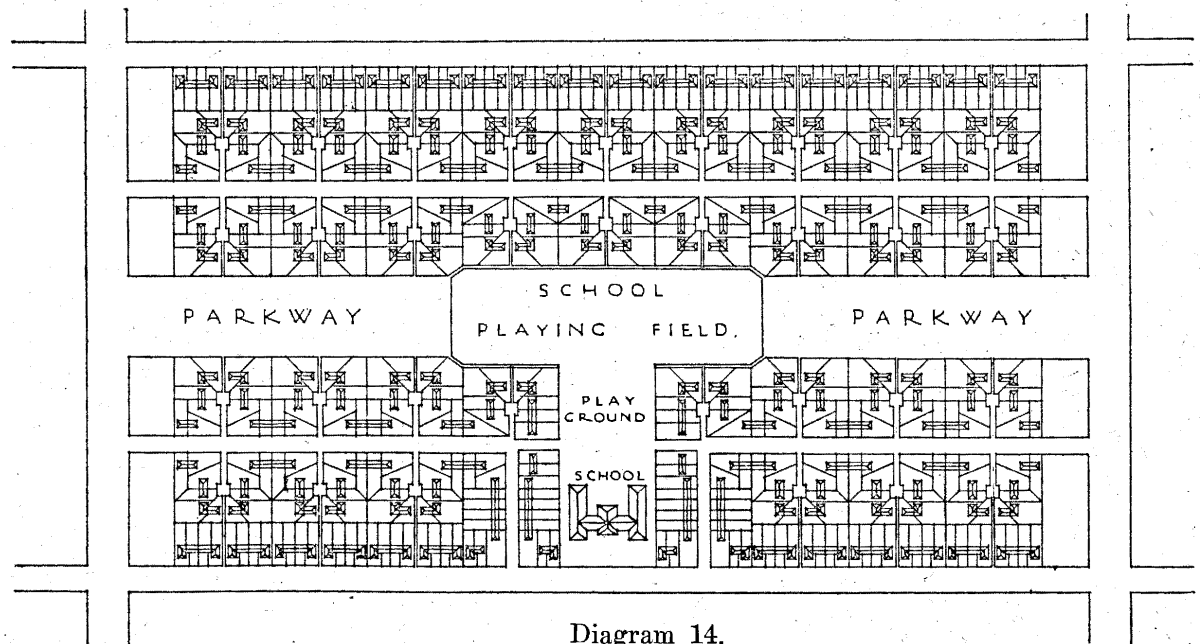 SCHOOL
PARKWAY
PLAYING FIELD.
PARKWAY
PLAY
GROUND
SCHOOL
Diagram 14.